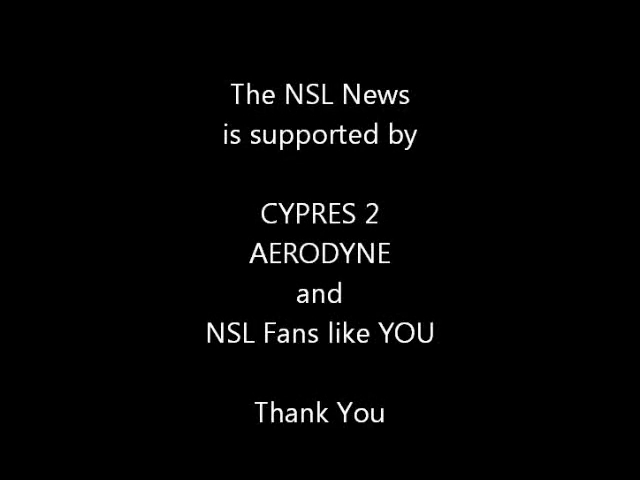 The NSL News
is supported by
CYPRES 2
AERODYNE
and
NSL Fans like YOU
Thank You